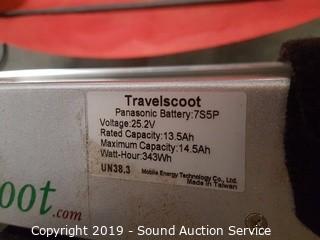 Travelscoot
Panasonic Battery:7S5P
Voltage:25.2V
Rated Capacity:13.5Ah
Maximum Capacity:14.5Ah
Watt-Hour:343Wh
UN38.3 Mobile Energy Technology Co., Ltd.
Made In Taiwan
oot.com
Copyright 2019 - Sound Auction Service